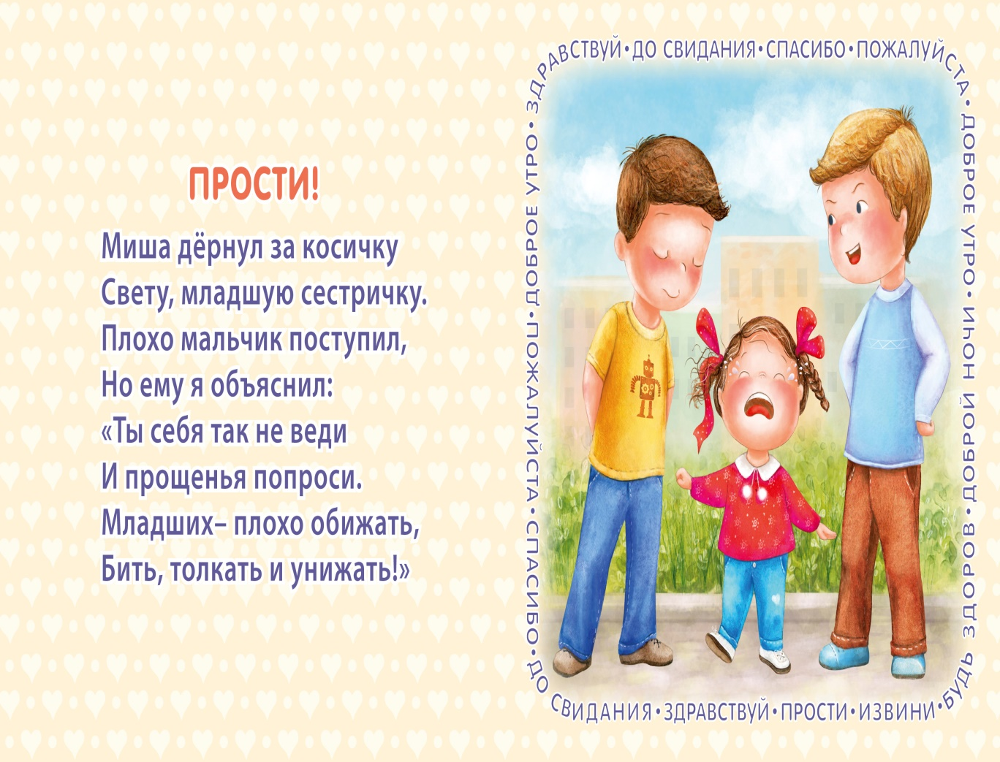 ПРОСТИ!
Миша дёрнул за косичку
Свету, младшую сестричку.
Плохо мальчик поступил,
Но ему я объяснил:
«Ты себя так не веди
И прощенья попроси.
Младших– плохо обижать,
Бить, толкать и унижать!»
ЗДРАВСТВУЙ•ДО СВИДАНИЯ•СПАСИБО•ПОЖАЛУЙСТА•ДОБРОЕ УТРО•ДОБРОЙ НОЧИ•БУДЬ ЗДОРОВ•ИЗВИНИ•ПРОСТИ•ЗДРАВСТВУЙ•ДО СВИДАНИЯ•СПАСИБО•ПОЖАЛУЙСТА•ДОБРОЕ УТРО•